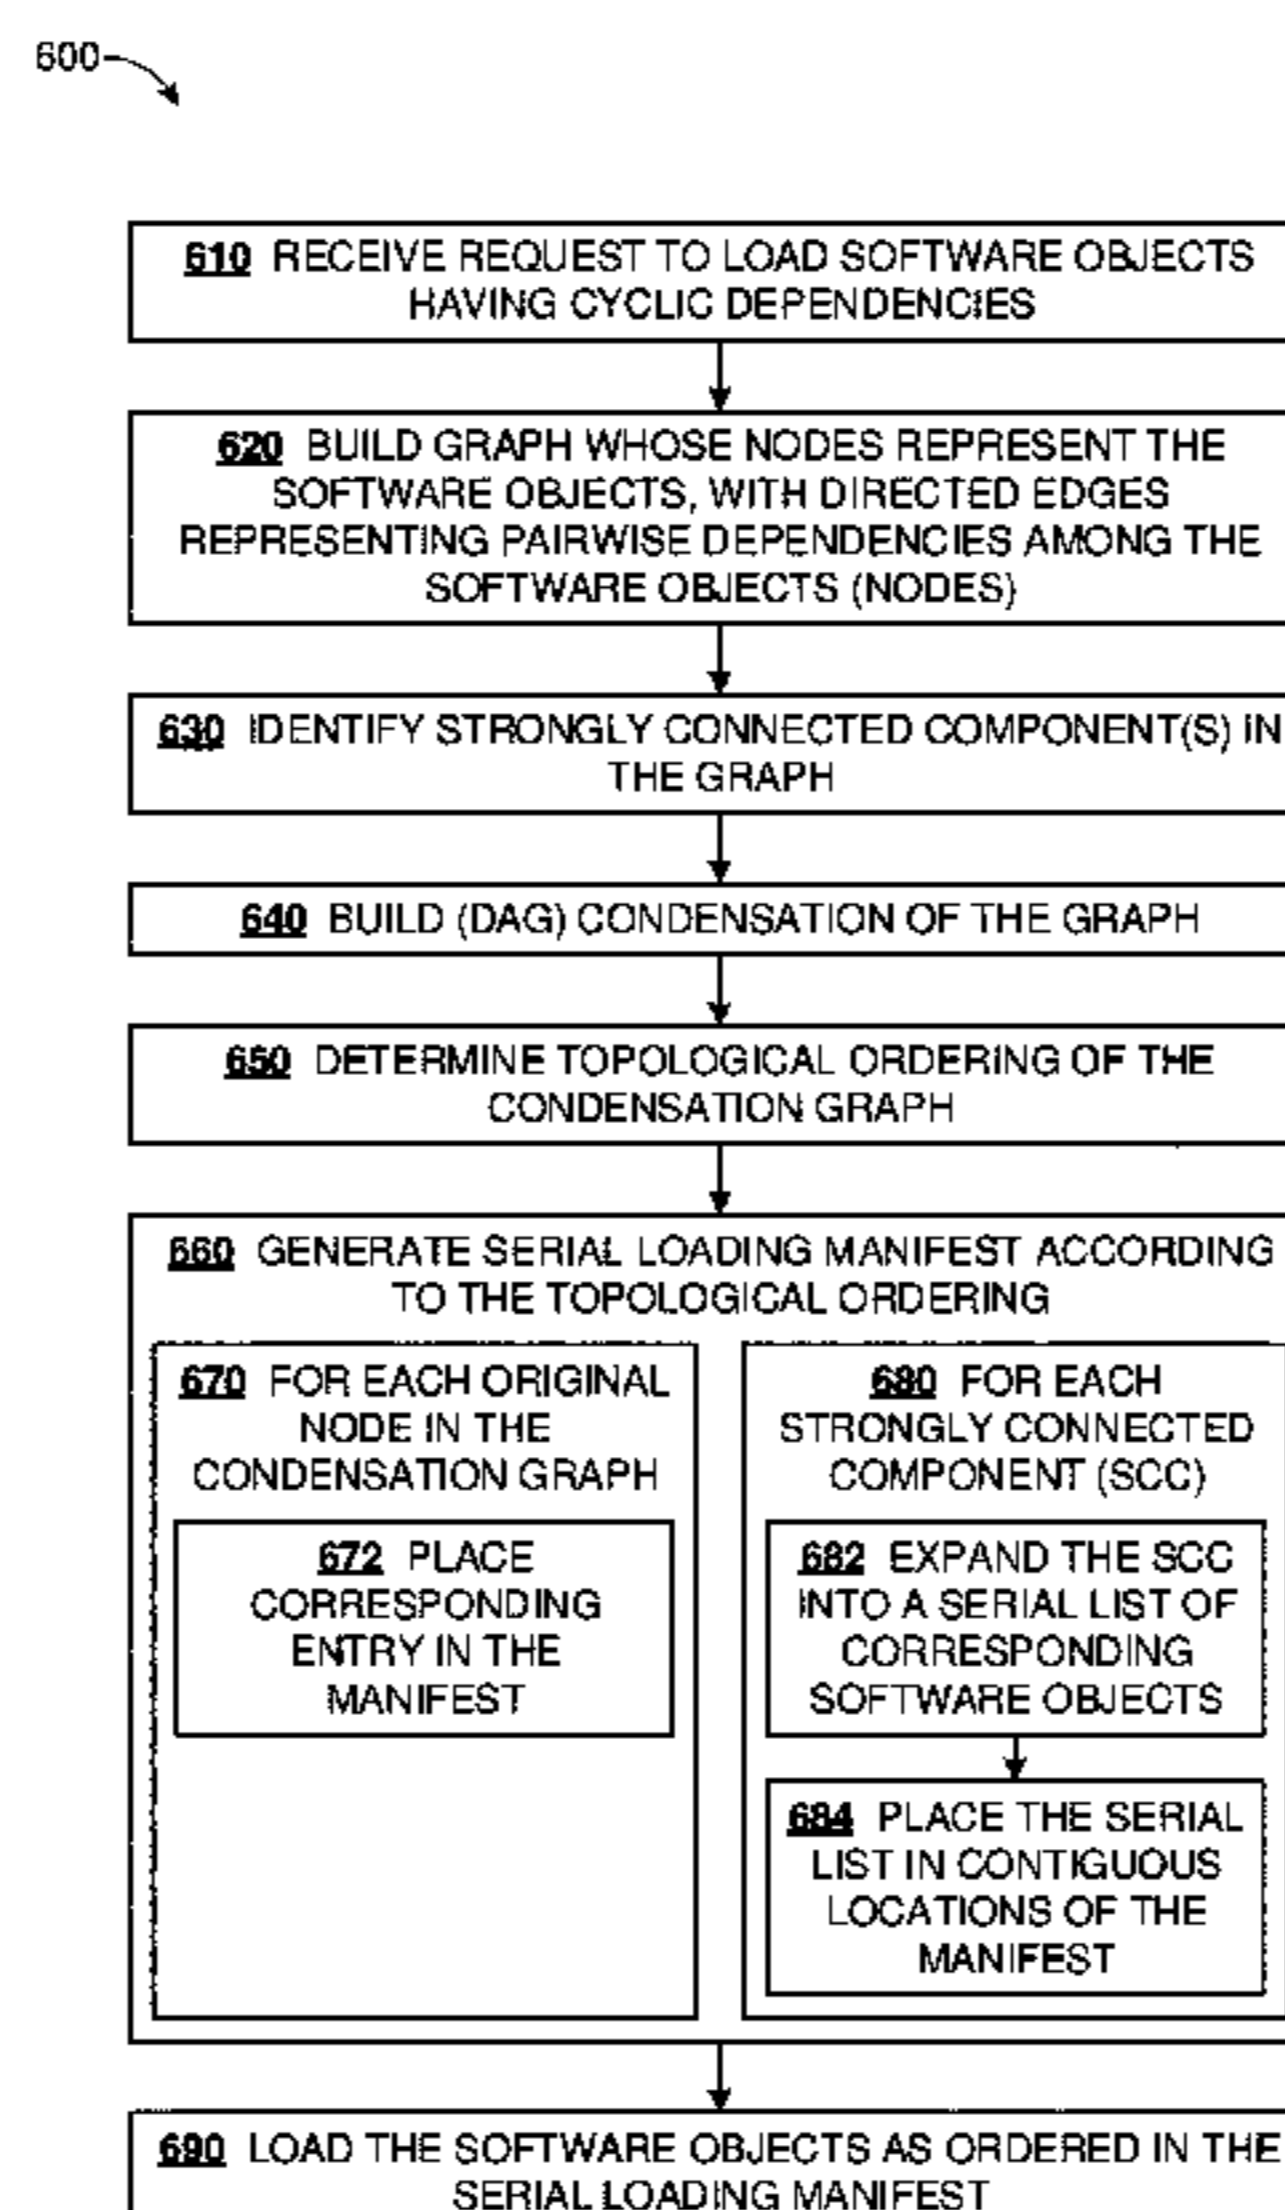 600
610 RECEIVE REQUEST TO LOAD SOFTWARE OBJECTS
HAVING CYCLIC DEPENDENCIES
620 BUILD GRAPH WHOSE NODES REPRESENT THE
SOFTWARE OBJECTS, WITH DIRECTED EDGES
REPRESENTING PAIRWISE DEPENDENCIES AMONG THE
SOFTWARE OBJECTS (NODES)
630 IDENTIFY STRONGLY CONNECTED COMPONENT(S) IN
THE GRAPH
640 BUILD (DAG) CONDENSATION OF THE GRAPH
650 DETERMINE TOPOLOGICAL ORDERING OF THE
CONDENSATION GRAPH
660 GENERATE SERIAL LOADING MANIFEST ACCORDING
TO THE TOPOLOGICAL ORDERING
670 FOR EACH ORIGINAL
NODE IN THE
CONDENSATION GRAPH
672 PLACE
CORRESPONDING
ENTRY IN THE
MANIFEST
680 FOR EACH
STRONGLY CONNECTED
COMPONENT (SCC)
682 EXPAND THE SCC
INTO A SERIAL LIST OF
CORRESPONDING
SOFTWARE OBJECTS
684 PLACE THE SERIAL
LIST IN CONTIGUOUS
LOCATIONS OF THE
MANIFEST
690 LOAD THE SOFTWARE OBJECTS AS ORDERED IN THE
SERIAL LOADING MANIFEST